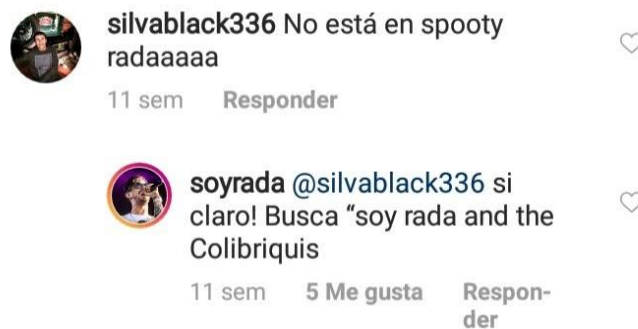 silvablack336 No está en spooty
radaaaaa
11 sem Responder
soyrada @silvablack336 si
claro! Busca “soy rada and the
Colibriquis
11 sem 5 Me gusta Respon-
der